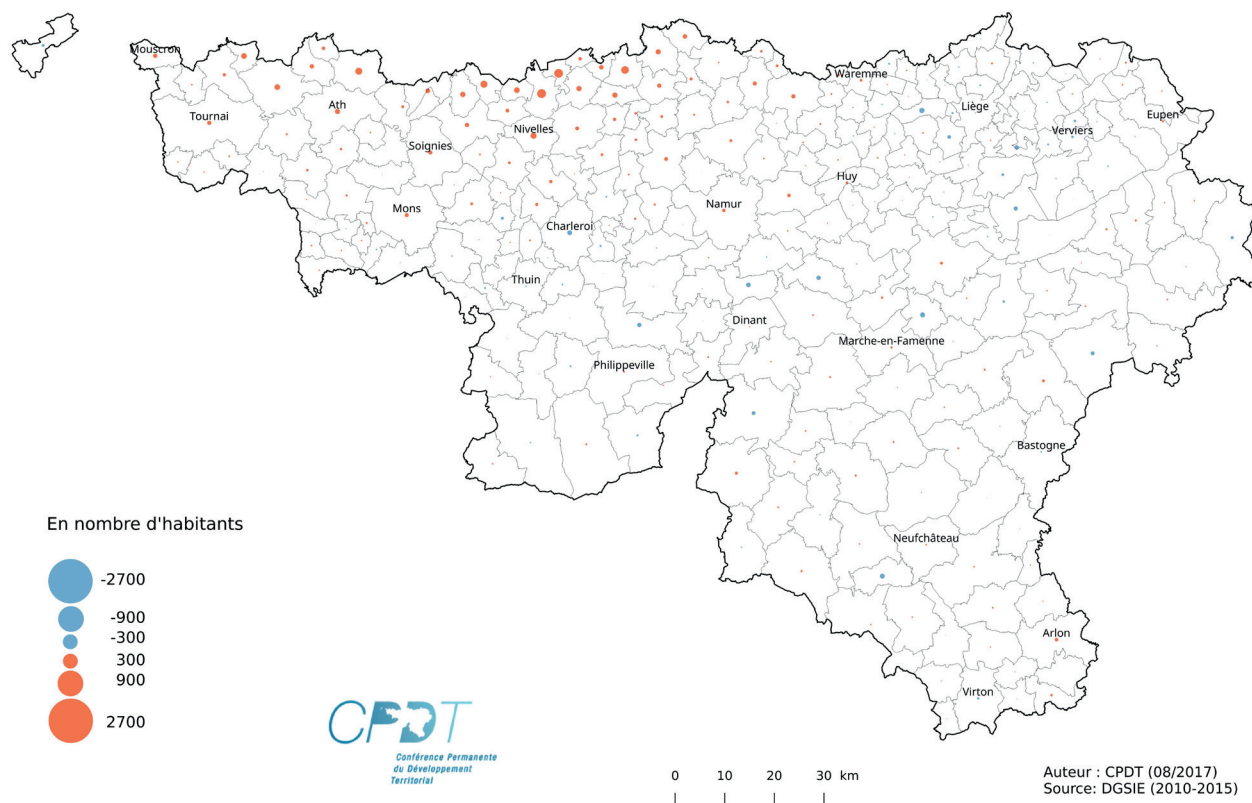 Mouscron
Waremme
Ath
Liège
Tournai
Eupen
Nivelles
Verviers
Soignies
Huy
Mons
Namur
Charleroi
Thuin
Dinant
Marche-en-Famenne
Philippeville
Bastogne
En nombre d'habitants
Neufchâteau
-2700
-900
-300
300
900
2700
Arlon
Virton
CPDT
Conférence Permanente
du Développement
Territorial
0 10 20 30 km
Auteur : CPDT (08/2017)
Source: DGSIE (2010-2015)